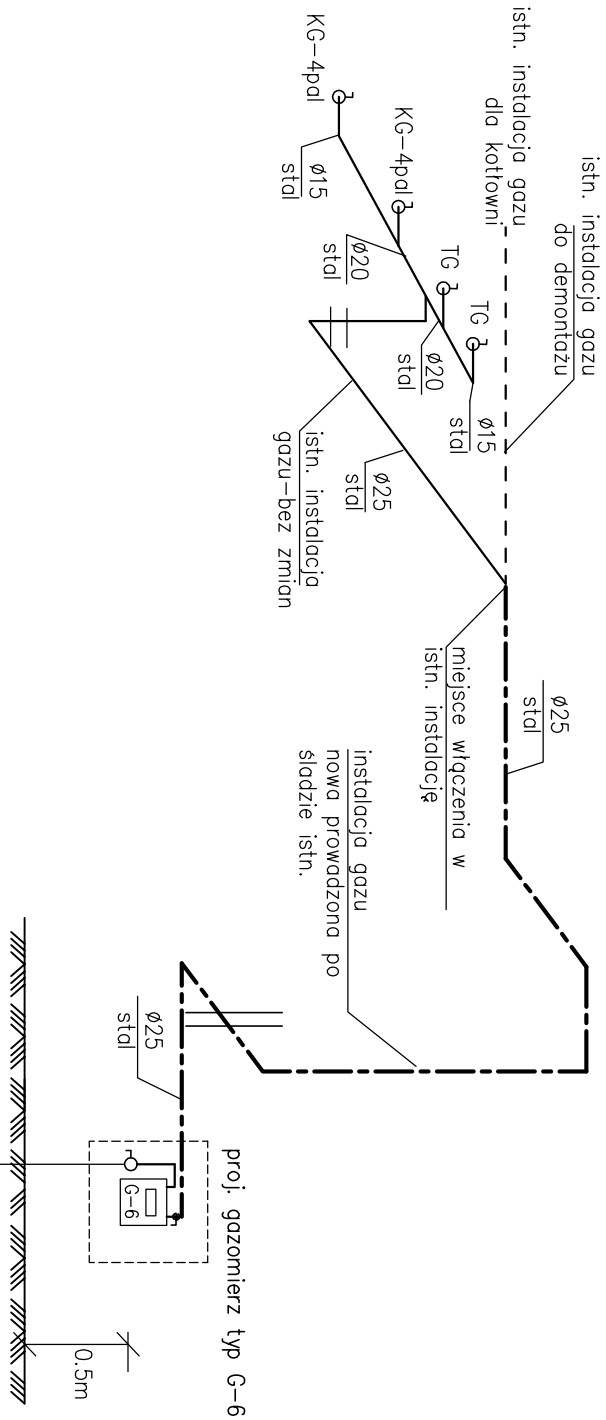 istn. instalacja gazu
do demontażu
istn. instalacja gazu
dla kotłowni
TG
TG
KG-4pal
KG-4pal
ø15
stal
ø20
stal
ø20
stal
ø15
stal
ø25
stal
istn. instalacja
gazu-bez zmian
ø25
stal
miejsce włączenia w
istn. instalację
instalacja gazu
nowa prowadzona po
śladzie istn.
ø25
stal
proj. gazomierz typ G-6
G-6
0.5m